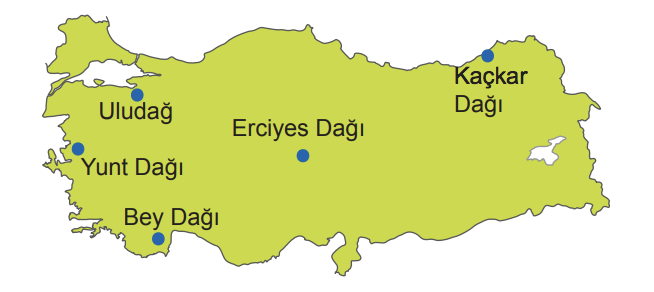 Kaçkar
Dağı
Uludağ
Erciyes Dağı
Yunt Dağı
Bey Dağı